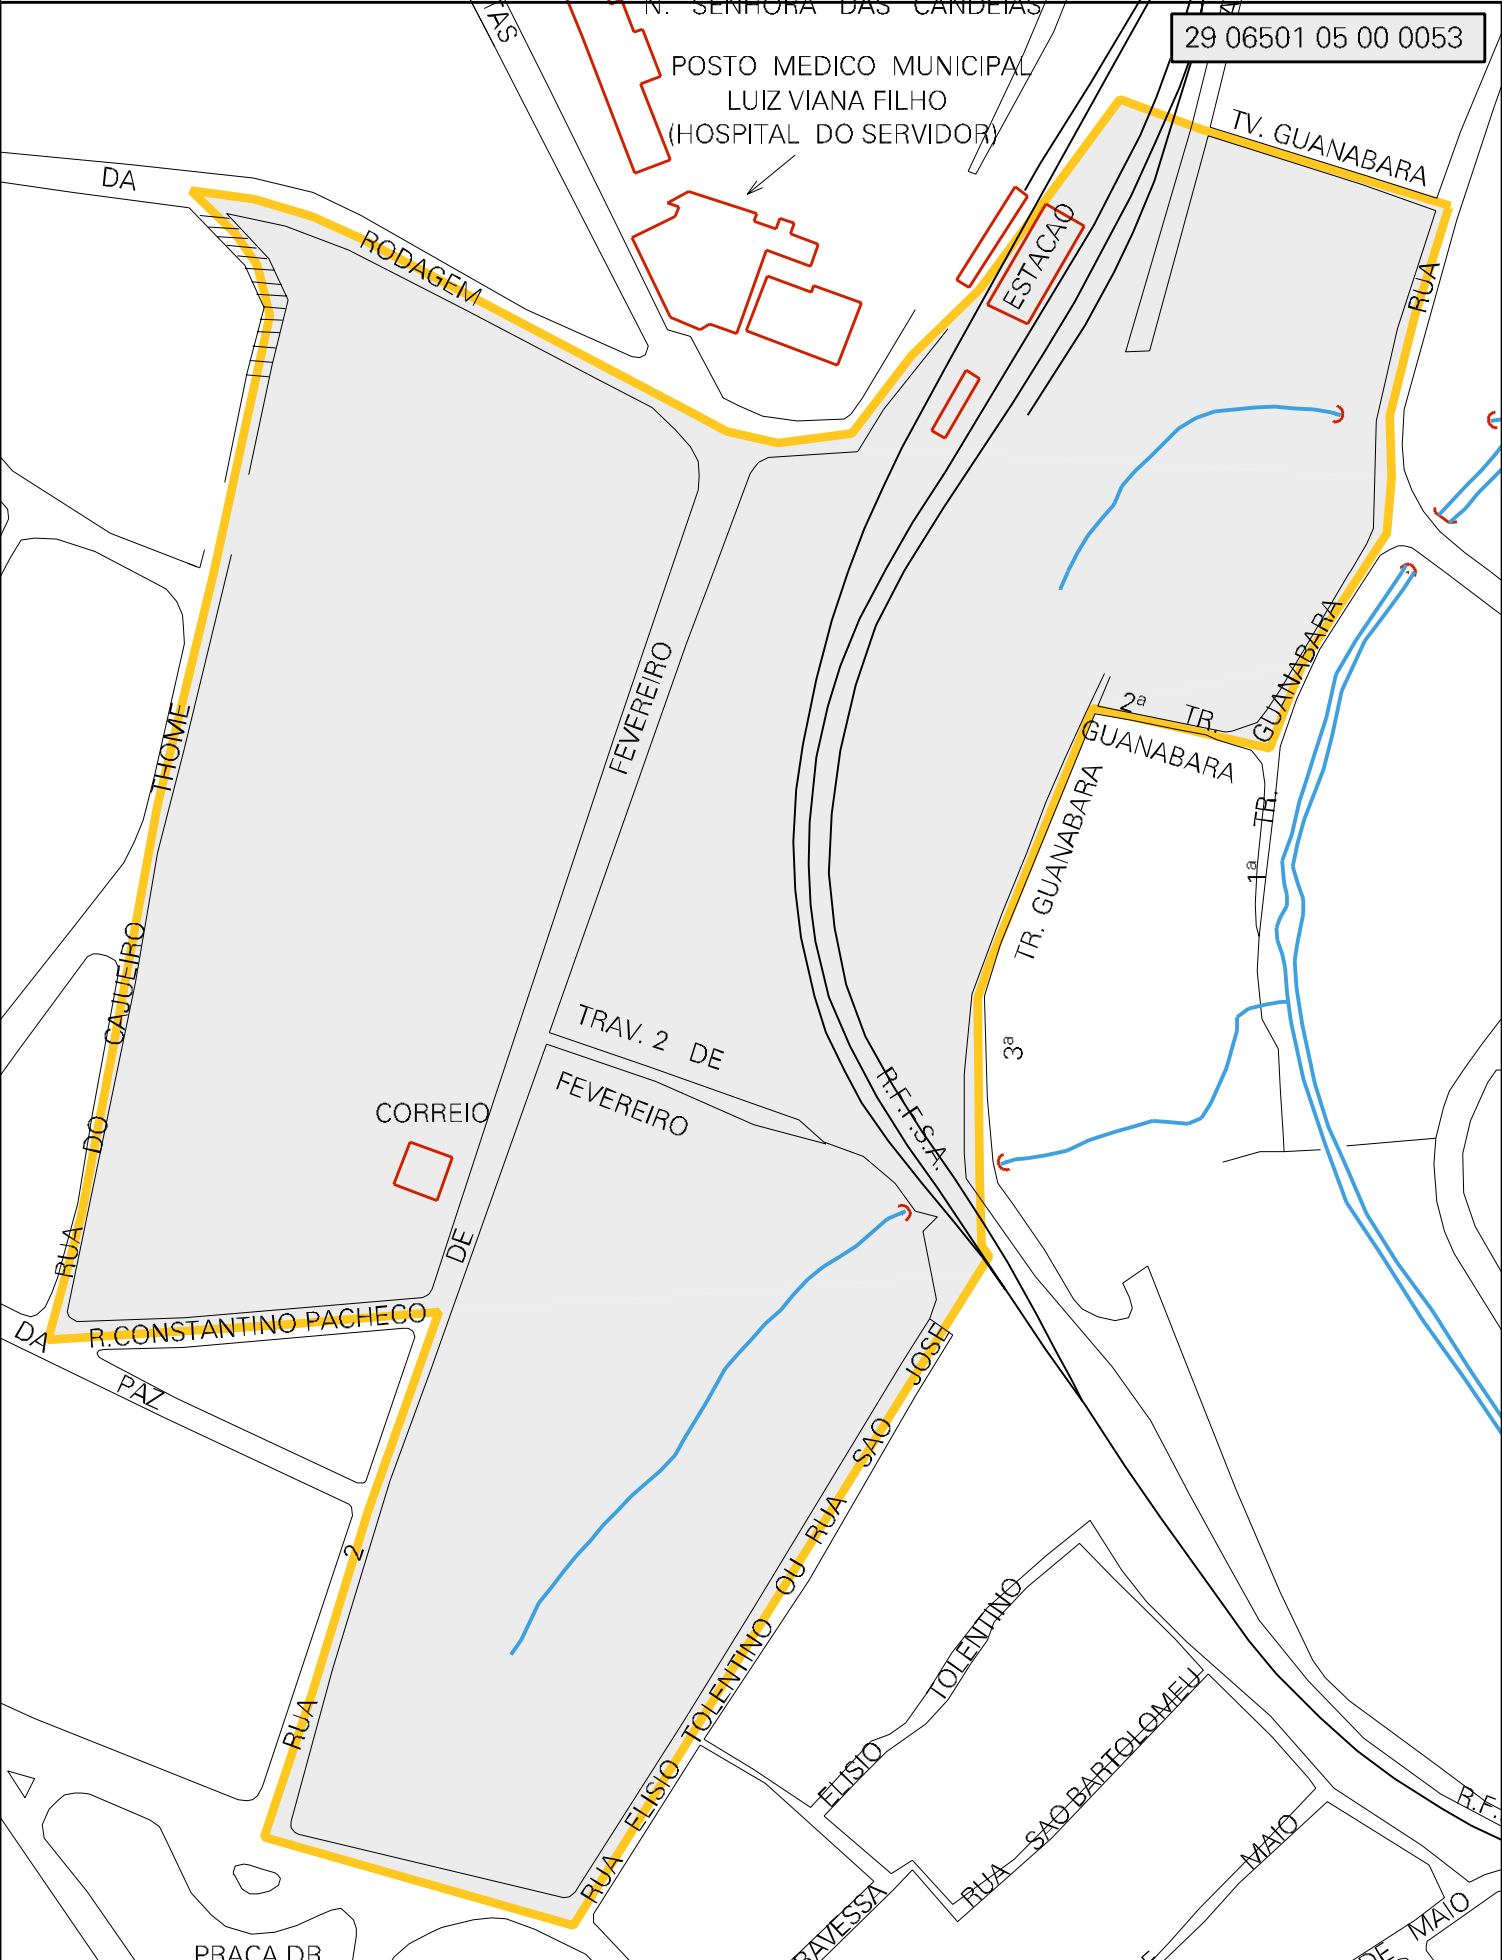 N. SENHORA DAS CANDEIAS
29 06501 05 00 0053
TAS
POSTO MEDICO MUNICIPAL
LUIZ VIANA FILHO
(HOSPITAL DO SERVIDOR)
TV. GUANABARA
DA
RODAGEM
ESTACAO
RUA
GUANABARA
FEVEREIRO
2ª TR.
GUANABARA
THOME
TR. GUANABARA
TR.
1ª
CAJUEIRO
TRAV. 2 DE
FEVEREIRO
3ª
R.F.F.S.A.
CORREIO
DO
DE
RUA
R.CONSTANTINO PACHECO
DA
PAZ
2
RUA
RUA ELISIO TOLENTINO OU RUA SAO JOSE
ELISIO TOLENTINO
RUA SAO BARTOLOMEU
R.F.
MAIO
DE MAIO
RAVESSA
PRACA DR